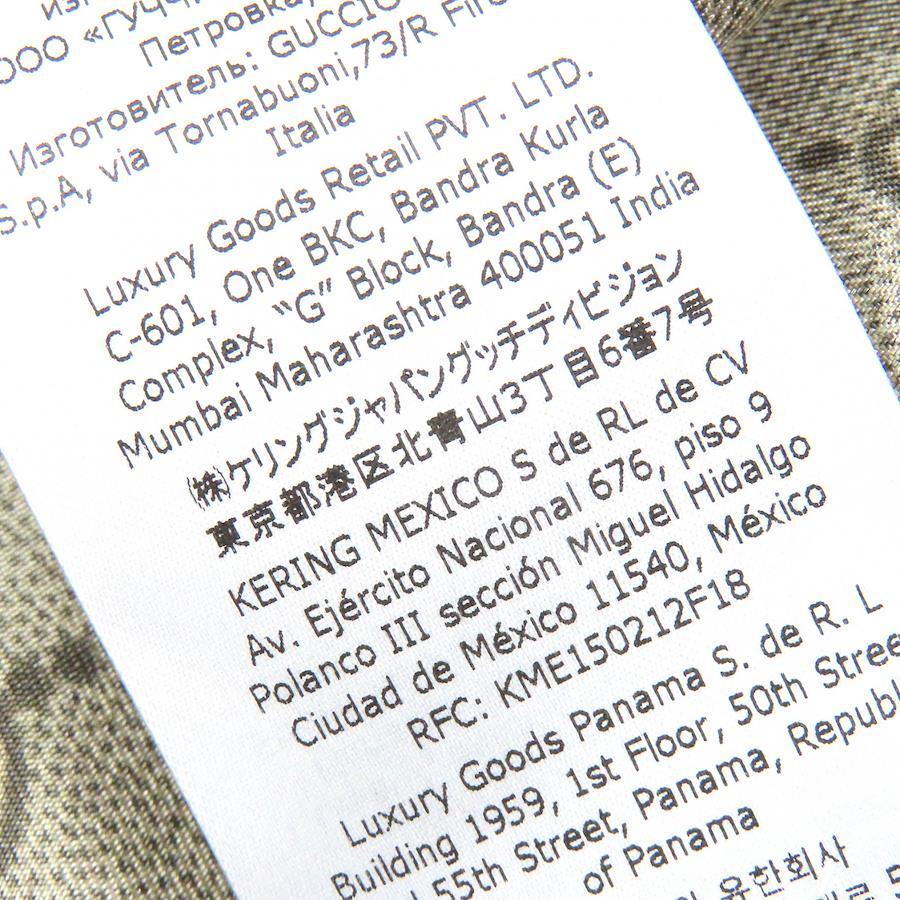 ООО «ГУЧЧИ
Петровка,
Изготовитель: GUCCIO
S.p.A, via Tornabuoni,73/R
Italia
Luxury Goods Retail PVT. LTD.
C-601, One BKC, Bandra Kurla
Complex, “G” Block, Bandra (E)
Mumbai Maharashtra 400051 India
㈱ケリングジャパングッチディビジョン
東京都港区北青山3丁目6番7号
KERING MEXICO S de RL de CV
Av. Ejército Nacional 676, piso 9
Polanco III sección Miguel Hidalgo
Ciudad de México 11540, México
RFC: KME150212F18
Luxury Goods Panama S. de R. L
Building 1959, 1st Floor, 50th Street
55th Street, Panama, Republ
of Panama
유한회사